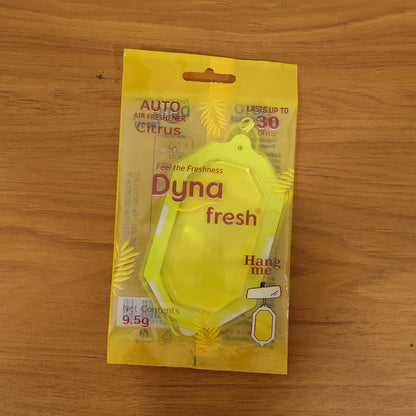 AUTO
AIR FRESHENER
Citrus
LASTS UP TO
30
DAYS*
Feel the Freshness
Dyna
fresh®
Hang
me
Net Contents
9.5g